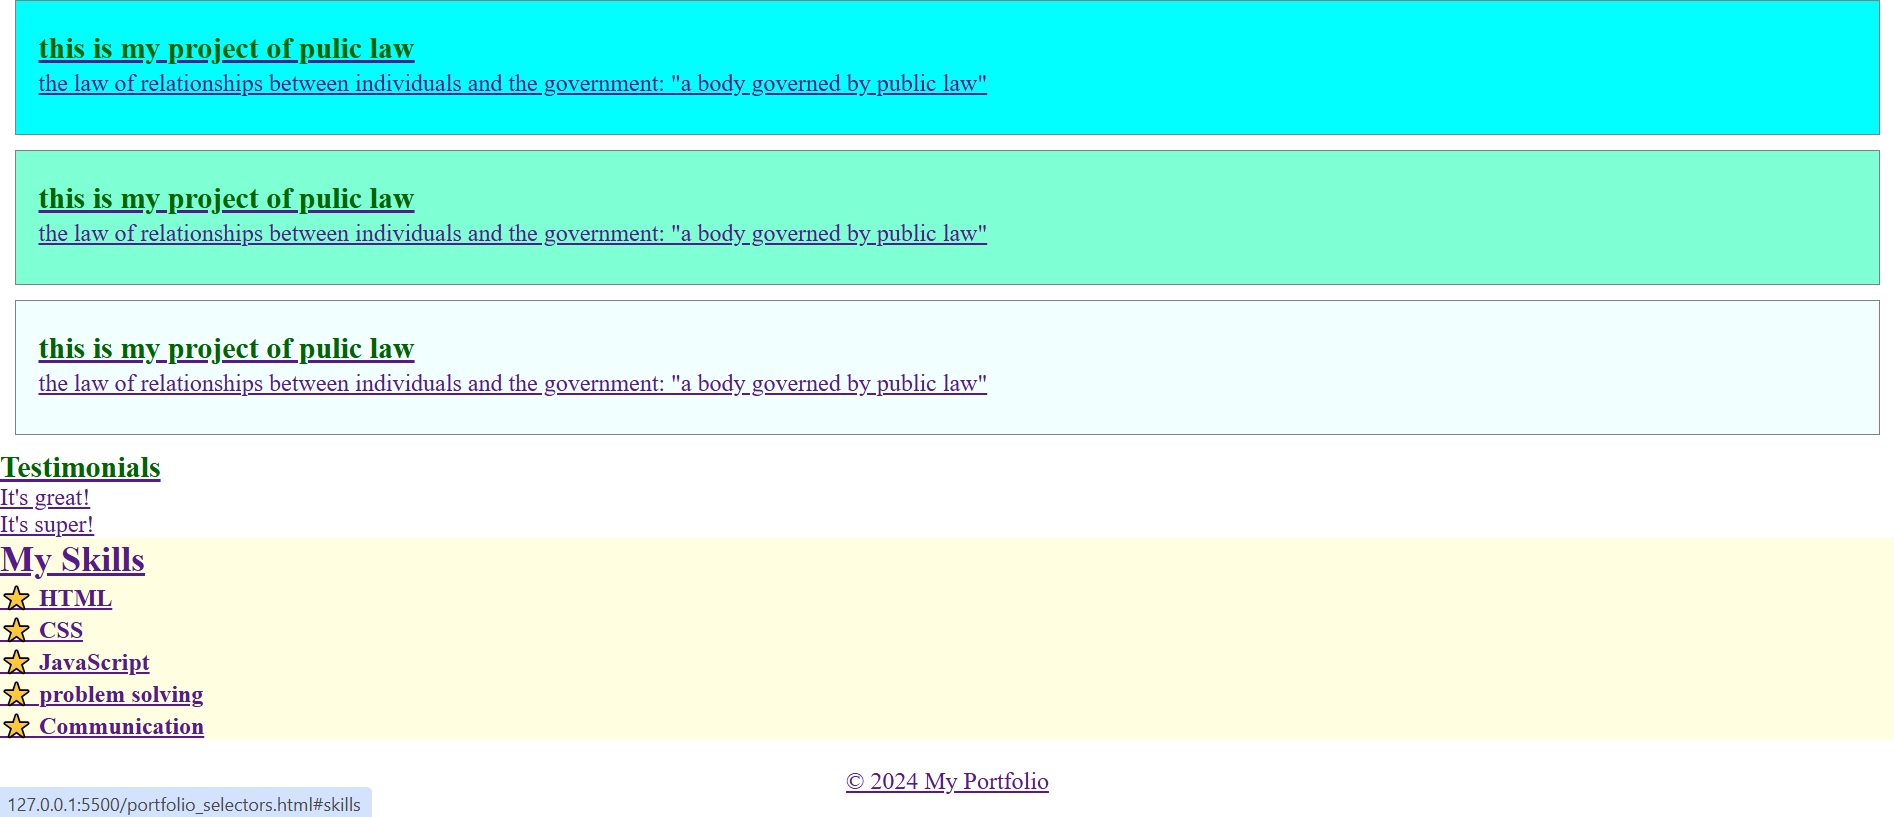 this is my project of pulic law
the law of relationships between individuals and the government: "a body governed by public law"
this is my project of pulic law
the law of relationships between individuals and the government: "a body governed by public law"
this is my project of pulic law
the law of relationships between individuals and the government: "a body governed by public law"
Testimonials
It's great!
It's super!
My Skills
⭐ HTML
⭐ CSS
⭐ JavaScript
⭐ problem solving
⭐ Communication
© 2024 My Portfolio
127.0.0.1:5500/portfolio_selectors.html#skills